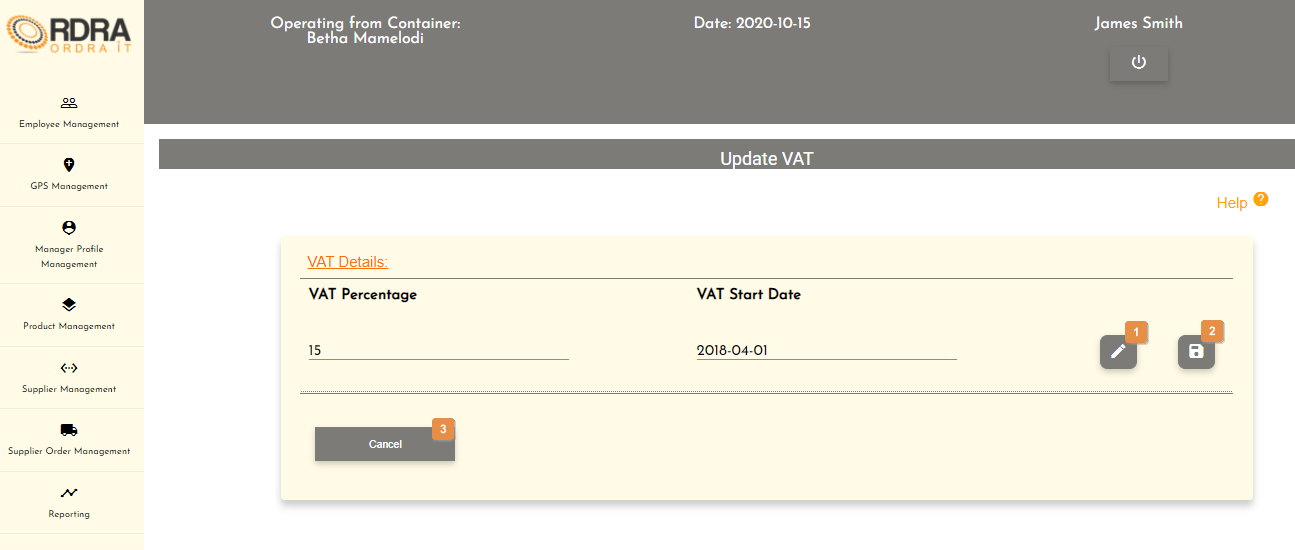 RDRA
ORDRA IT
Employee Management
GPS Management
Manager Profile
Management
Product Management
Supplier Management
Supplier Order Management
Reporting
Operating from Container:
Betha Mamelodi
Date: 2020-10-15
James Smith
Update VAT
Help ?
VAT Details:
VAT Percentage
VAT Start Date
15
2018-04-01
1
2
Cancel
3